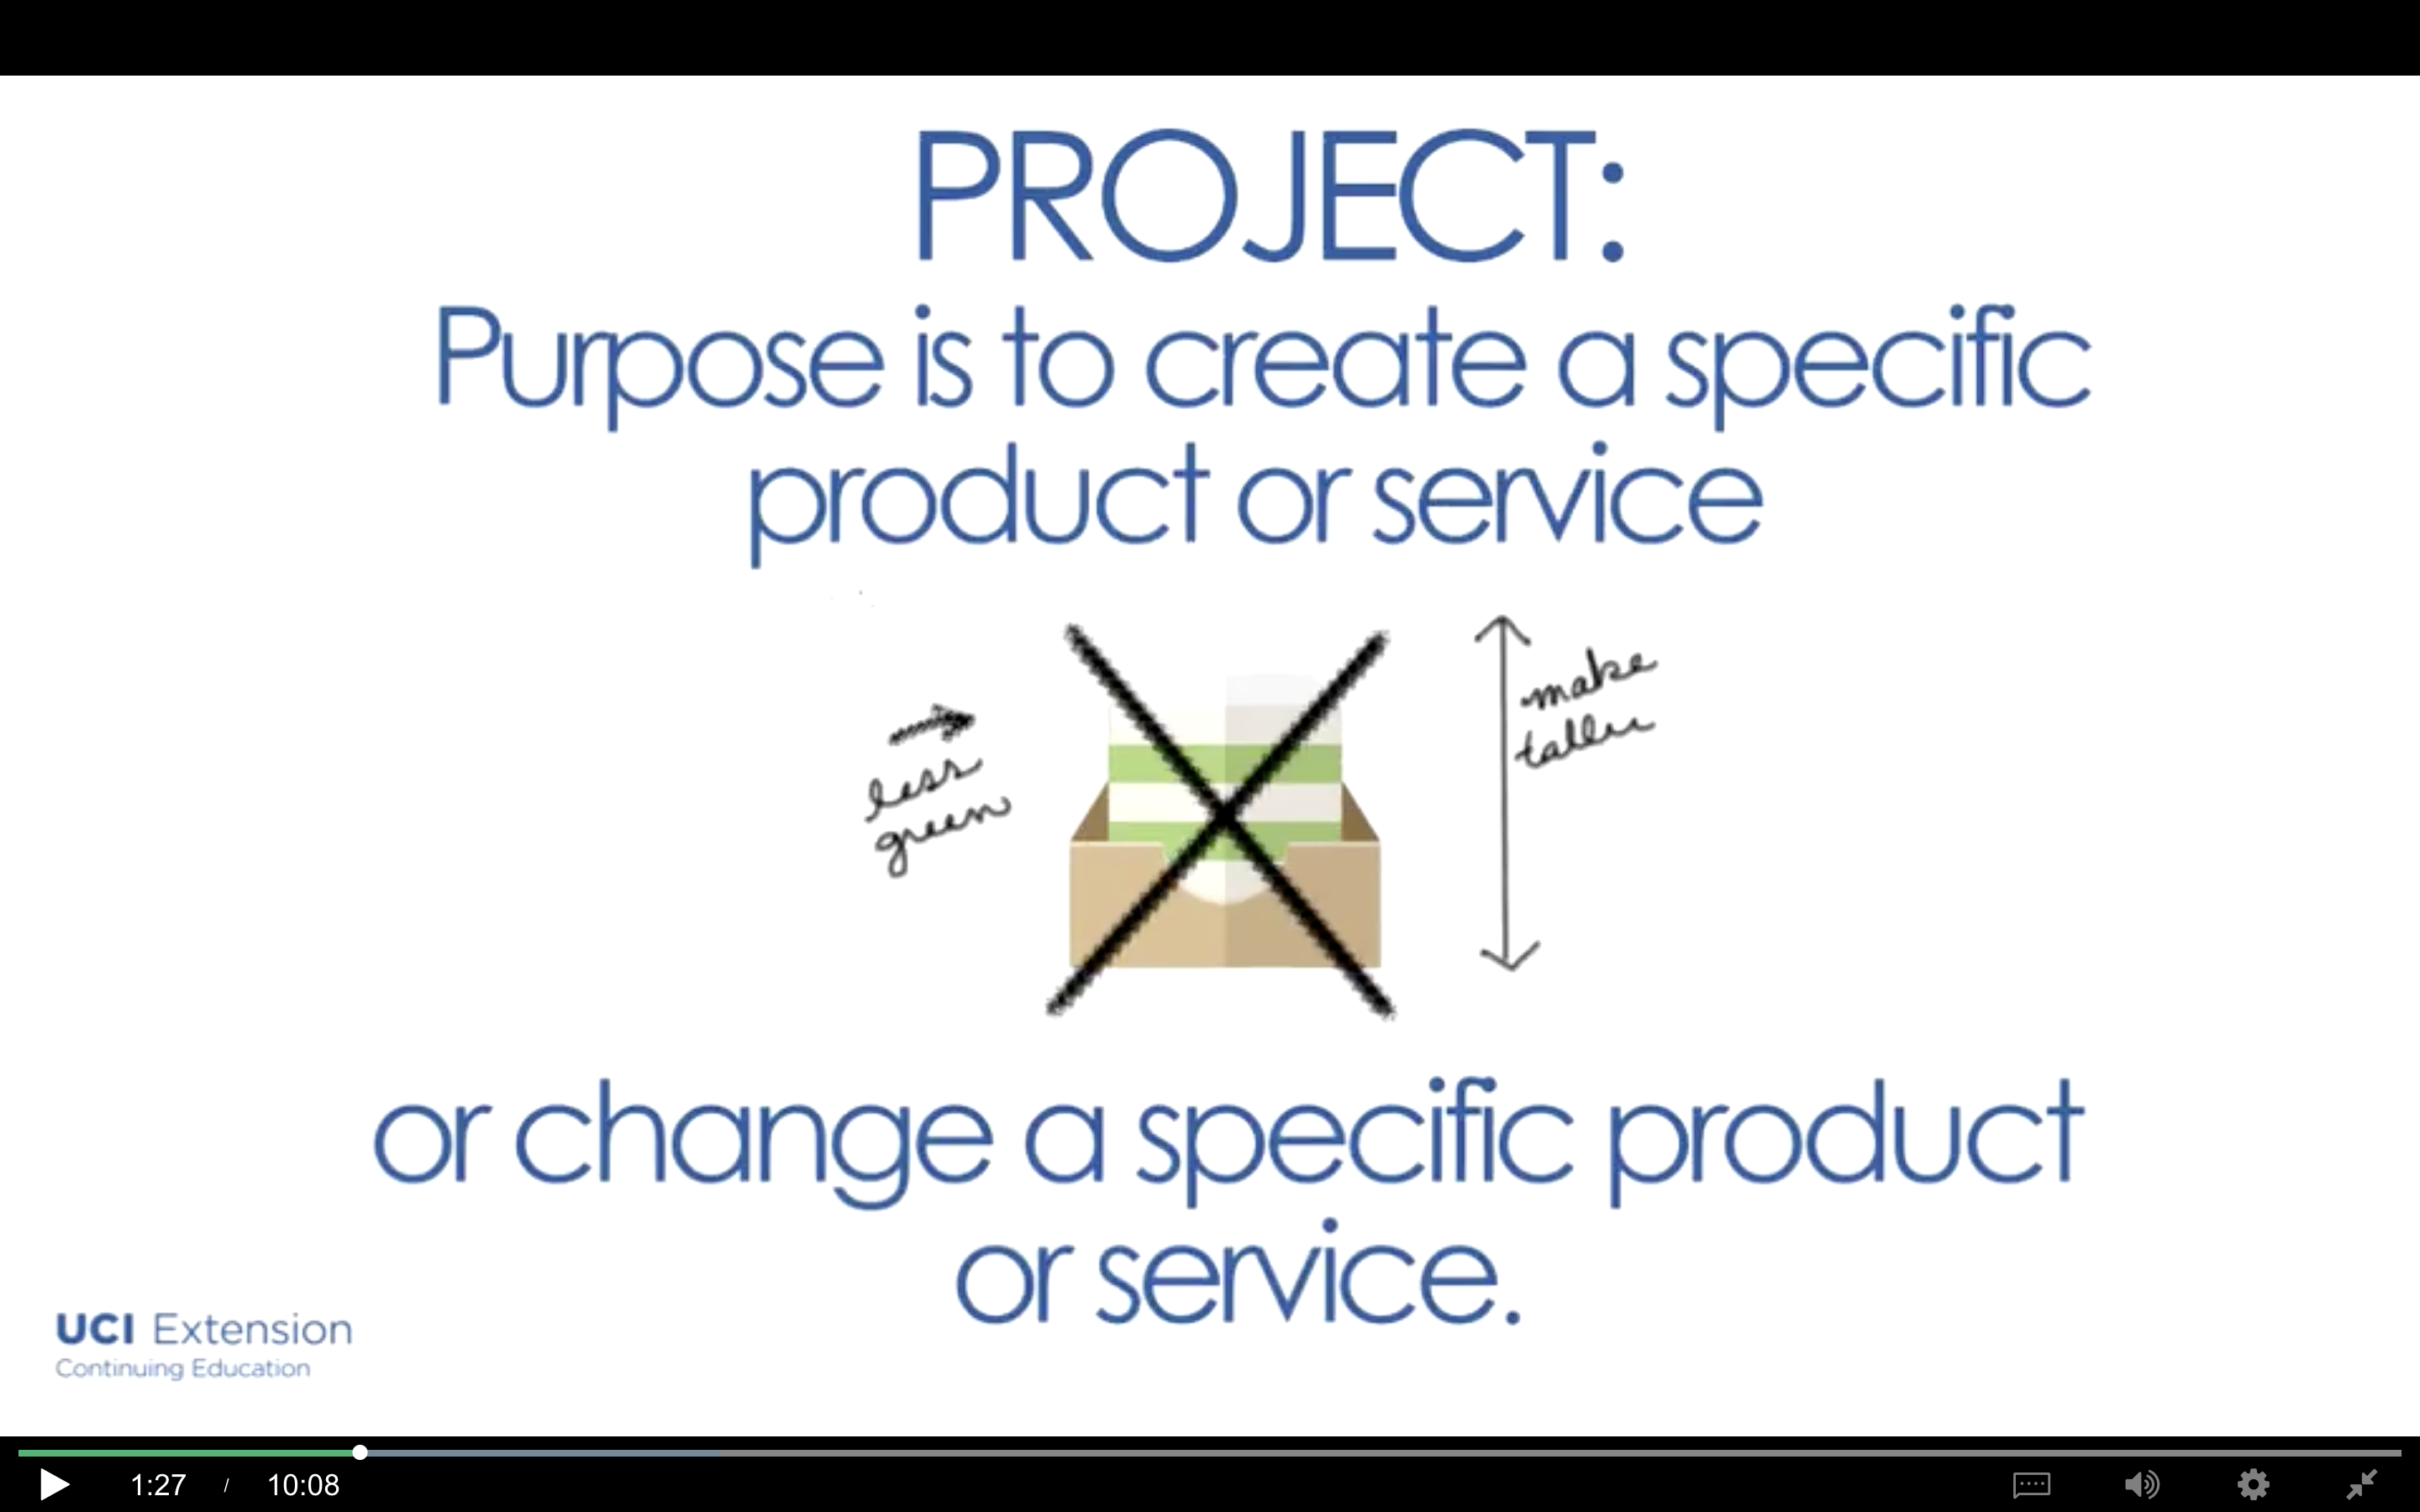 PROJECT:
Purpose is to create a specific
product or service
less
green
make
taller
or change a specific product
or service.
UCI Extension
Continuing Education
1:27 / 10:08